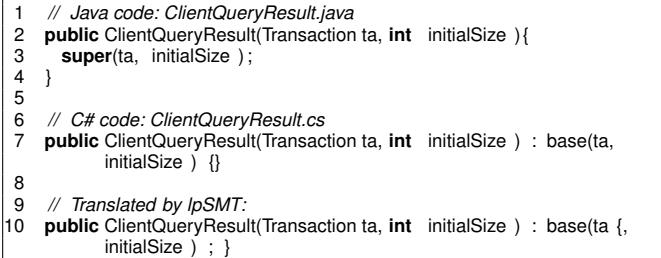 1 // Java code: ClientQueryResult.java
2 public ClientQueryResult(Transaction ta, int initialSize ){
3 super(ta, initialSize );
4 }
5
6 // C# code: ClientQueryResult.cs
7 public ClientQueryResult(Transaction ta, int initialSize ) : base(ta,
initialSize ) {}
8
9 // Translated by lpSMT:
10 public ClientQueryResult(Transaction ta, int initialSize ) : base(ta {,
initialSize ) ; }